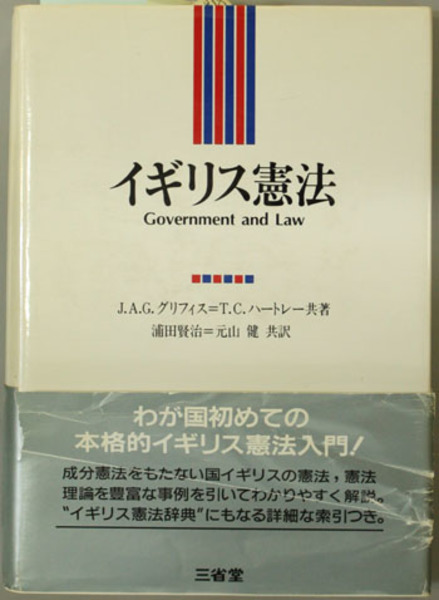 イギリス憲法
Government and Law
J.A.G.グリフィス＝T.C.ハートレー共著
浦田賢治＝元山 健 共訳
わが国初めての
本格的イギリス憲法入門！
成分憲法をもたない国イギリスの憲法，憲法
理論を豊富な事例を引いてわかりやすく解説。
"イギリス憲法辞典"にもなる詳細な索引つき。
三省堂